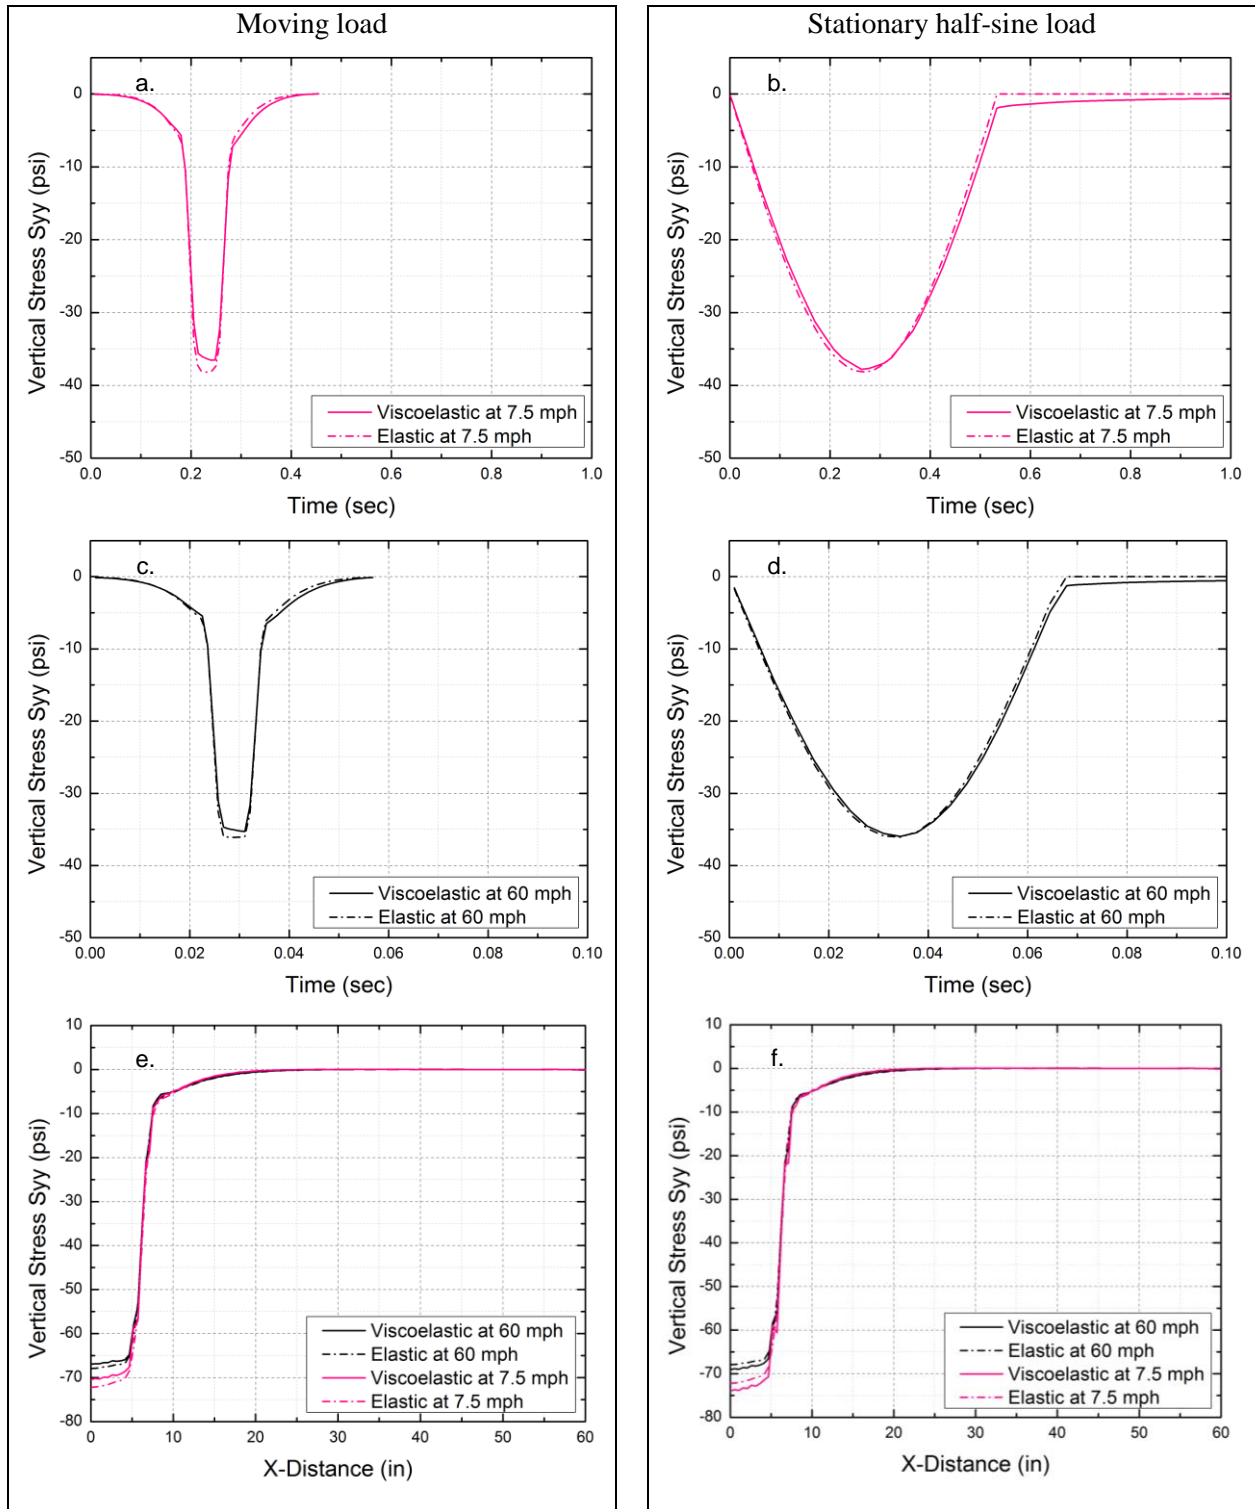 Moving load
a.
Vertical Stress Syy (psi)
0
-10
-20
-30
-40
-50
Viscoelastic at 7.5 mph
Elastic at 7.5 mph
0.0 0.2 0.4 0.6 0.8 1.0
Time (sec)
Stationary half-sine load
b.
Vertical Stress Syy (psi)
0
-10
-20
-30
-40
-50
Viscoelastic at 7.5 mph
Elastic at 7.5 mph
0.0 0.2 0.4 0.6 0.8 1.0
Time (sec)
c.
Vertical Stress Syy (psi)
0
-10
-20
-30
-40
-50
Viscoelastic at 60 mph
Elastic at 60 mph
0.00 0.02 0.04 0.06 0.08 0.10
Time (sec)
d.
Vertical Stress Syy (psi)
0
-10
-20
-30
-40
-50
Viscoelastic at 60 mph
Elastic at 60 mph
0.00 0.02 0.04 0.06 0.08 0.10
Time (sec)
e.
Vertical Stress Syy (psi)
10
0
-10
-20
-30
-40
-50
-60
-70
-80
Viscoelastic at 60 mph
Elastic at 60 mph
Viscoelastic at 7.5 mph
Elastic at 7.5 mph
0 10 20 30 40 50 60
X-Distance (in)
f.
Vertical Stress Syy (psi)
10
0
-10
-20
-30
-40
-50
-60
-70
-80
Viscoelastic at 60 mph
Elastic at 60 mph
Viscoelastic at 7.5 mph
Elastic at 7.5 mph
0 10 20 30 40 50 60
X-Distance (in)